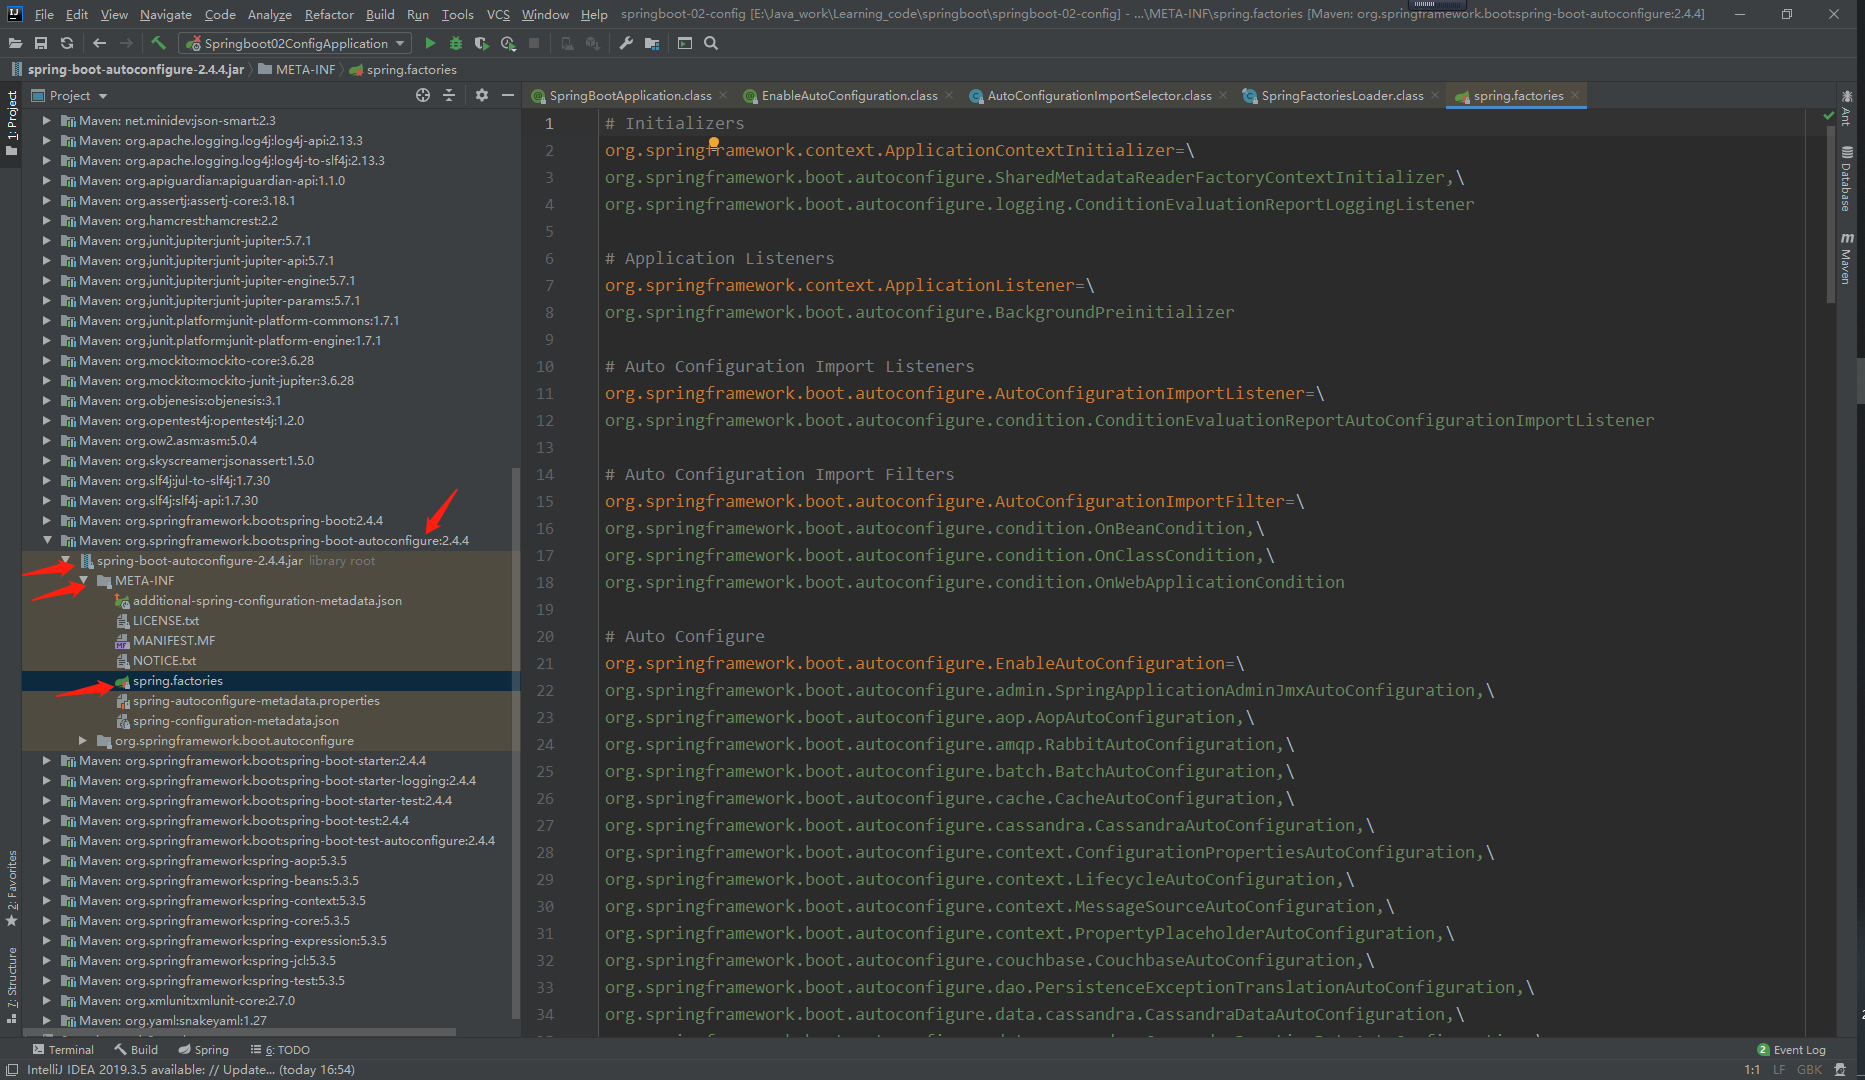 File Edit View Navigate Code Analyze Refactor Build Run Tools VCS Window Help springboot-02-config [E:\Java_work\Learning_code\springboot\springboot-02-config] - ...\META-INF\spring.factories [Maven: org.springframework.boot:spring-boot-autoconfigure:2.4.4]
Springboot02ConfigApplication
spring-boot-autoconfigure-2.4.4.jar META-INF spring.factories
Project
SpringBootApplication.class EnableAutoConfiguration.class AutoConfigurationImportSelector.class SpringFactoriesLoader.class spring.factories
1: Project
2: Favorites
7: Structure
Maven: net.minidev:json-smart:2.3
Maven: org.apache.logging.log4j:log4j-api:2.13.3
Maven: org.apache.logging.log4j:log4j-to-slf4j:2.13.3
Maven: org.apiguardian:apiguardian-api:1.1.0
Maven: org.assertj:assertj-core:3.18.1
Maven: org.hamcrest:hamcrest:2.2
Maven: org.junit.jupiter:junit-jupiter:5.7.1
Maven: org.junit.jupiter:junit-jupiter-api:5.7.1
Maven: org.junit.jupiter:junit-jupiter-engine:5.7.1
Maven: org.junit.jupiter:junit-jupiter-params:5.7.1
Maven: org.junit.platform:junit-platform-commons:1.7.1
Maven: org.junit.platform:junit-platform-engine:1.7.1
Maven: org.mockito:mockito-core:3.6.28
Maven: org.mockito:mockito-junit-jupiter:3.6.28
Maven: org.objenesis:objenesis:3.1
Maven: org.opentest4j:opentest4j:1.2.0
Maven: org.ow2.asm:asm:5.0.4
Maven: org.skyscreamer:jsonassert:1.5.0
Maven: org.slf4j:jul-to-slf4j:1.7.30
Maven: org.slf4j:slf4j-api:1.7.30
Maven: org.springframework.boot:spring-boot:2.4.4
Maven: org.springframework.boot:spring-boot-autoconfigure:2.4.4
spring-boot-autoconfigure-2.4.4.jar library root
META-INF
additional-spring-configuration-metadata.json
LICENSE.txt
MANIFEST.MF
NOTICE.txt
spring.factories
spring-autoconfigure-metadata.properties
spring-configuration-metadata.json
org.springframework.boot.autoconfigure
Maven: org.springframework.boot:spring-boot-starter:2.4.4
Maven: org.springframework.boot:spring-boot-starter-logging:2.4.4
Maven: org.springframework.boot:spring-boot-starter-test:2.4.4
Maven: org.springframework.boot:spring-boot-test:2.4.4
Maven: org.springframework.boot:spring-boot-test-autoconfigure:2.4.4
Maven: org.springframework:spring-aop:5.3.5
Maven: org.springframework:spring-beans:5.3.5
Maven: org.springframework:spring-context:5.3.5
Maven: org.springframework:spring-core:5.3.5
Maven: org.springframework:spring-expression:5.3.5
Maven: org.springframework:spring-jcl:5.3.5
Maven: org.springframework:spring-test:5.3.5
Maven: org.xmlunit:xmlunit-core:2.7.0
Maven: org.yaml:snakeyaml:1.27
1 # Initializers
2 org.springframework.context.ApplicationContextInitializer=\
3 org.springframework.boot.autoconfigure.SharedMetadataReaderFactoryContextInitializer,\
4 org.springframework.boot.autoconfigure.logging.ConditionEvaluationReportLoggingListener
5
6 # Application Listeners
7 org.springframework.context.ApplicationListener=\
8 org.springframework.boot.autoconfigure.BackgroundPreinitializer
9
10 # Auto Configuration Import Listeners
11 org.springframework.boot.autoconfigure.AutoConfigurationImportListener=\
12 org.springframework.boot.autoconfigure.condition.ConditionEvaluationReportAutoConfigurationImportListener
13
14 # Auto Configuration Import Filters
15 org.springframework.boot.autoconfigure.AutoConfigurationImportFilter=\
16 org.springframework.boot.autoconfigure.condition.OnBeanCondition,\
17 org.springframework.boot.autoconfigure.condition.OnClassCondition,\
18 org.springframework.boot.autoconfigure.condition.OnWebApplicationCondition
19
20 # Auto Configure
21 org.springframework.boot.autoconfigure.EnableAutoConfiguration=\
22 org.springframework.boot.autoconfigure.admin.SpringApplicationAdminJmxAutoConfiguration,\
23 org.springframework.boot.autoconfigure.aop.AopAutoConfiguration,\
24 org.springframework.boot.autoconfigure.amqp.RabbitAutoConfiguration,\
25 org.springframework.boot.autoconfigure.batch.BatchAutoConfiguration,\
26 org.springframework.boot.autoconfigure.cache.CacheAutoConfiguration,\
27 org.springframework.boot.autoconfigure.cassandra.CassandraAutoConfiguration,\
28 org.springframework.boot.autoconfigure.context.ConfigurationPropertiesAutoConfiguration,\
29 org.springframework.boot.autoconfigure.context.LifecycleAutoConfiguration,\
30 org.springframework.boot.autoconfigure.context.MessageSourceAutoConfiguration,\
31 org.springframework.boot.autoconfigure.context.PropertyPlaceholderAutoConfiguration,\
32 org.springframework.boot.autoconfigure.couchbase.CouchbaseAutoConfiguration,\
33 org.springframework.boot.autoconfigure.dao.PersistenceExceptionTranslationAutoConfiguration,\
34 org.springframework.boot.autoconfigure.data.cassandra.CassandraDataAutoConfiguration,\
Ant
Database
Maven
Terminal Build Spring 6: TODO 2 Event Log
IntelliJ IDEA 2019.3.5 available: // Update... (today 16:54) 1:1 LF GBK